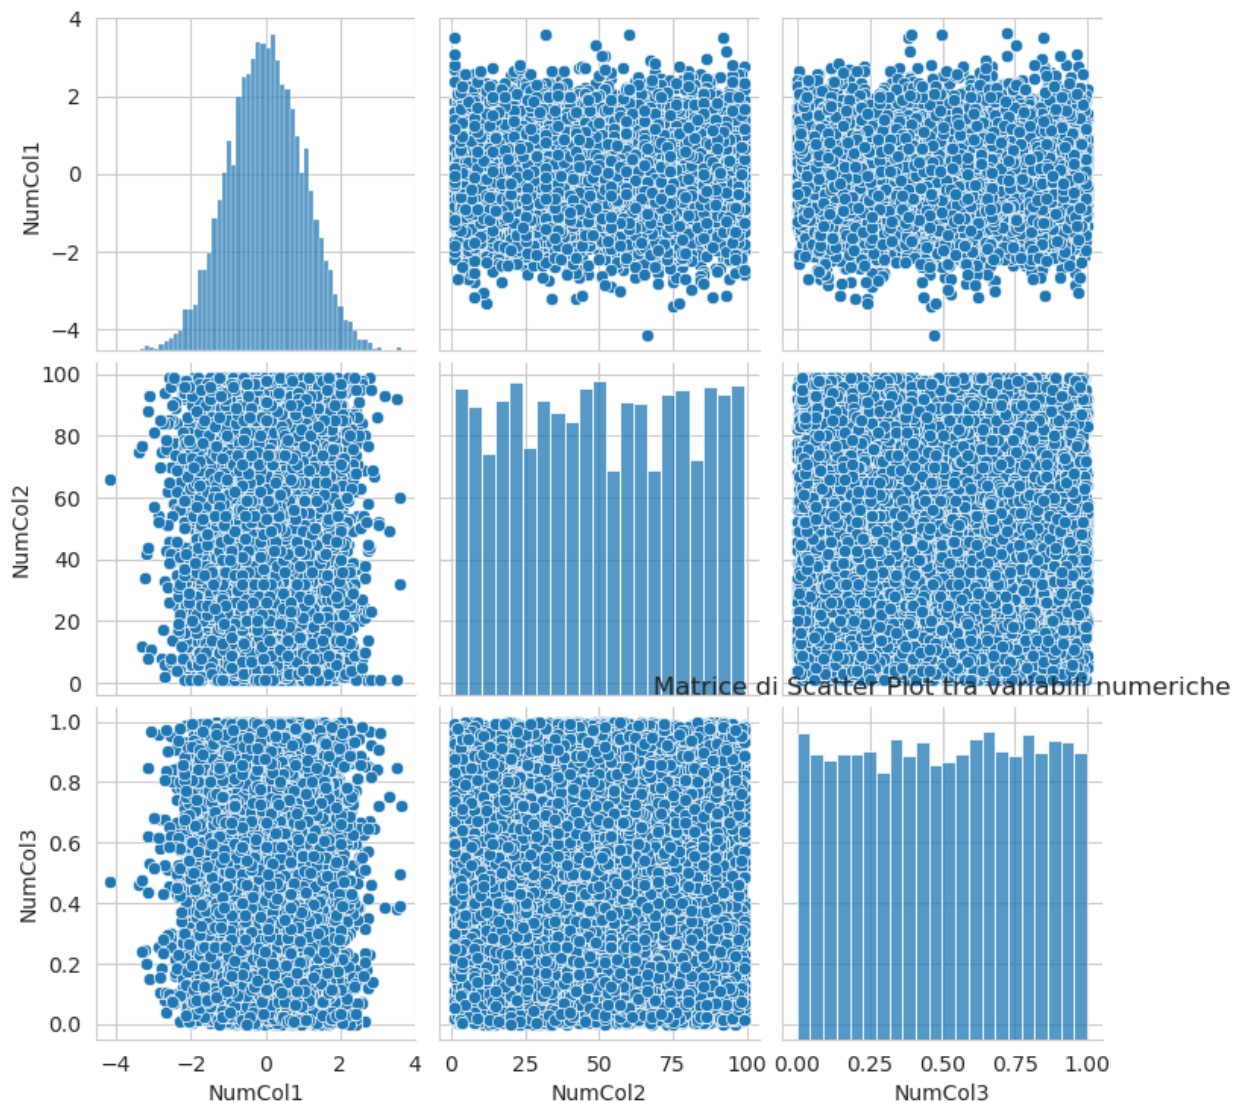 4
2
0
−2
−4
NumCol1
100
80
60
40
20
0
NumCol2
Matrice di Scatter Plot tra variabili numeriche
1.0
0.8
0.6
0.4
0.2
0.0
NumCol3
−4 −2 0 2 4
0 25 50 75 100
0.00 0.25 0.50 0.75 1.00
NumCol1
NumCol2
NumCol3